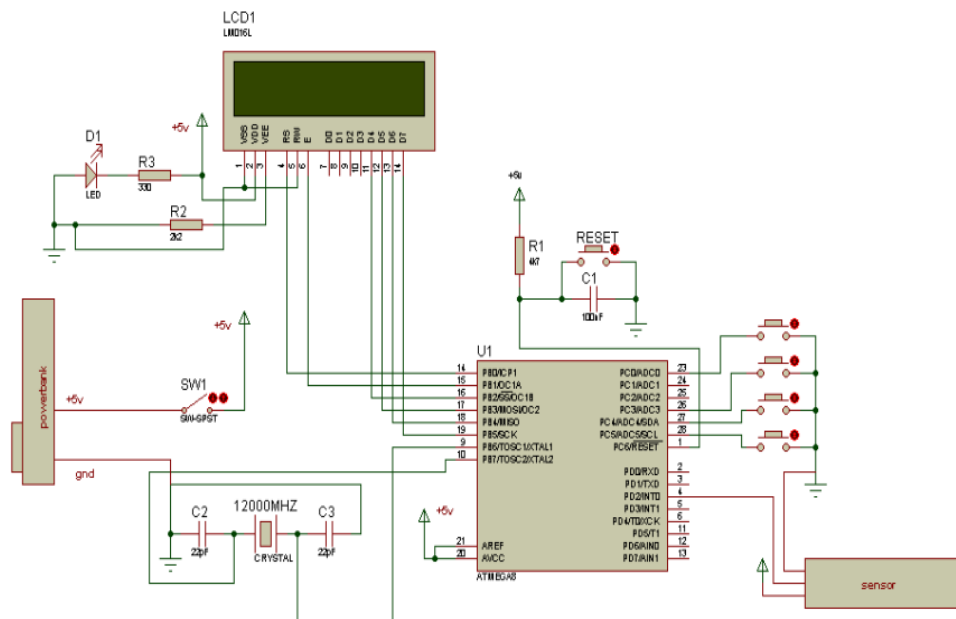 LCD1
LM016L
VSS
VDD
VEE
RS
RW
E
D0
D1
D2
D3
D4
D5
D6
D7
1
2
3
4
5
6
7
8
9
10
11
12
13
14
+5v
D1
LED
R3
330
R2
2k2
+5v
R1
4k7
RESET
C1
100nF
powerbank
+5v
+5v
SW1
SW-SPST
gnd
U1
14 PB0/ICP1 PC0/ADC0 23
15 PB1/OC1A PC1/ADC1 24
16 PB2/SS/OC1B PC2/ADC2 25
17 PB3/MOSI/OC2 PC3/ADC3 26
18 PB4/MISO PC4/ADC4/SDA 27
19 PB5/SCK PC5/ADC5/SCL 28
9 PB6/TOSC1/XTAL1 PC6/RESET 1
10 PB7/TOSC2/XTAL2
PD0/RXD 2
PD1/TXD 3
PD2/INT0 4
PD3/INT1 5
PD4/T0/XCK 6
PD5/T1 11
21 AREF PD6/AIN0 12
20 AVCC PD7/AIN1 13
ATMEGA8
+5v
C2
22pF
12000MHZ
CRYSTAL
C3
22pF
sensor